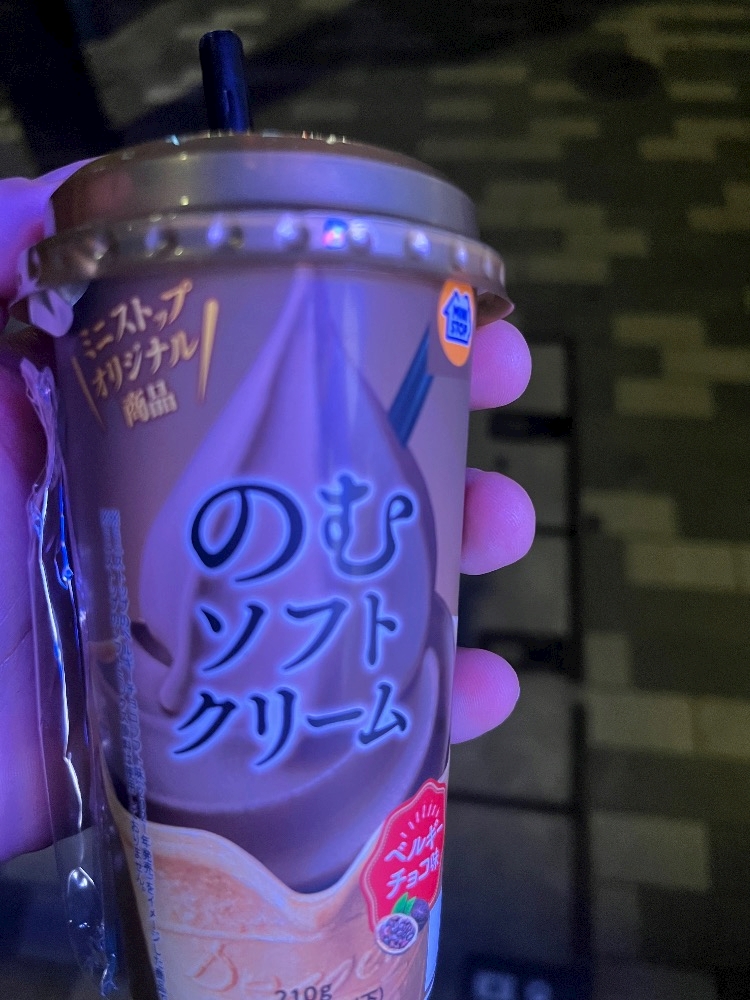 ミニストップ
オリジナル
商品
MINI
STOP
のむ
ソフト
クリーム
ベルギー
チョコ味
210g